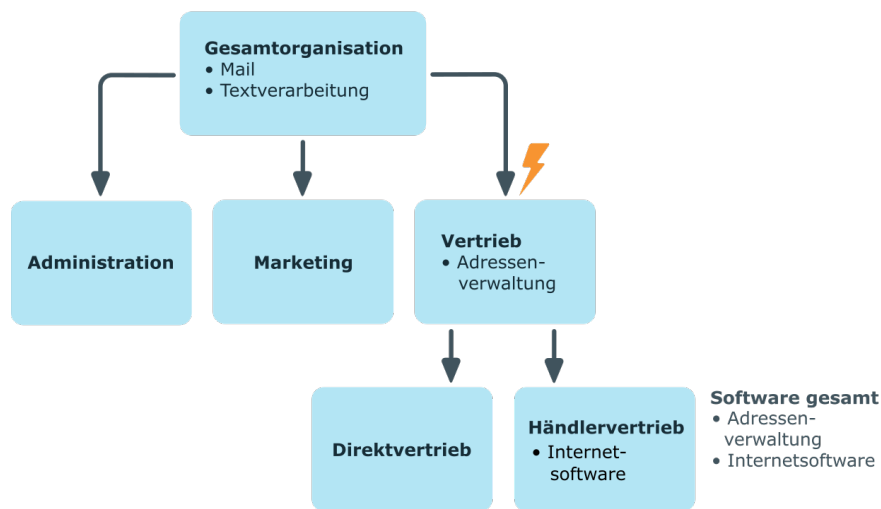 Gesamtorganisation
• Mail
• Textverarbeitung
Administration
Marketing
Vertrieb
• Adressen-
verwaltung
Direktvertrieb
Händlervertrieb
• Internet-
software
Software gesamt
• Adressen-
verwaltung
• Internetsoftware